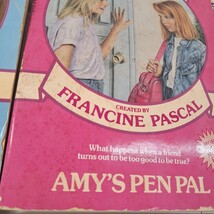 CREATED BY
FRANCINE PASCAL
What happens when a friend
turns out to be too good to be true?
AMY'S PEN PAL